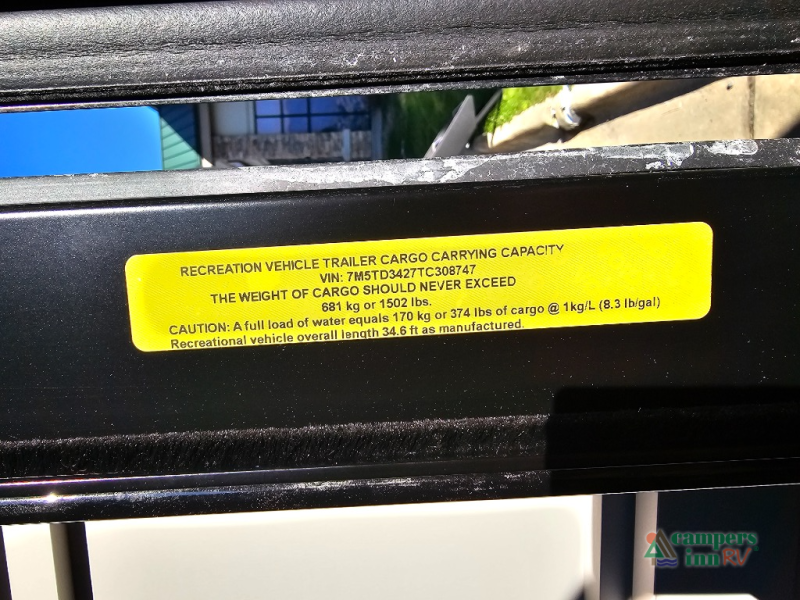 RECREATION VEHICLE TRAILER CARGO CARRYING CAPACITY
VIN: 7M5TD3427TC308747
THE WEIGHT OF CARGO SHOULD NEVER EXCEED
681 kg or 1502 lbs.
CAUTION: A full load of water equals 170 kg or 374 lbs of cargo @ 1kg/L (8.3 lb/gal)
Recreational vehicle overall length 34.6 ft as manufactured.
campers
inn RV